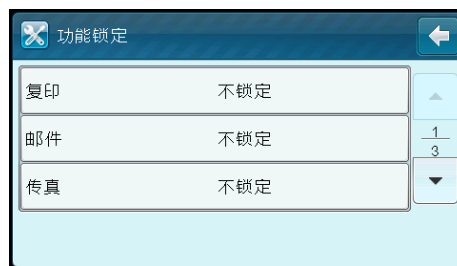 功能锁定
复印 不锁定
邮件 不锁定
传真 不锁定
1
3